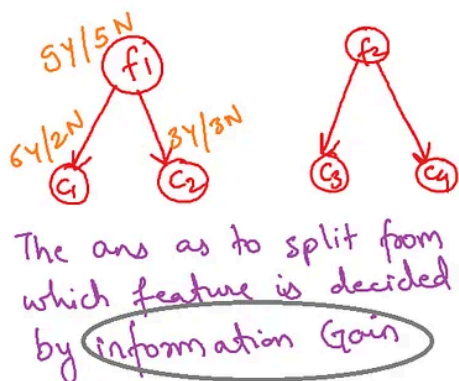 9Y/5N
f1
f2
6Y/2N
3Y/3N
C1
C2
C3
C4
The ans as to split from
which feature is decided
by information Gain